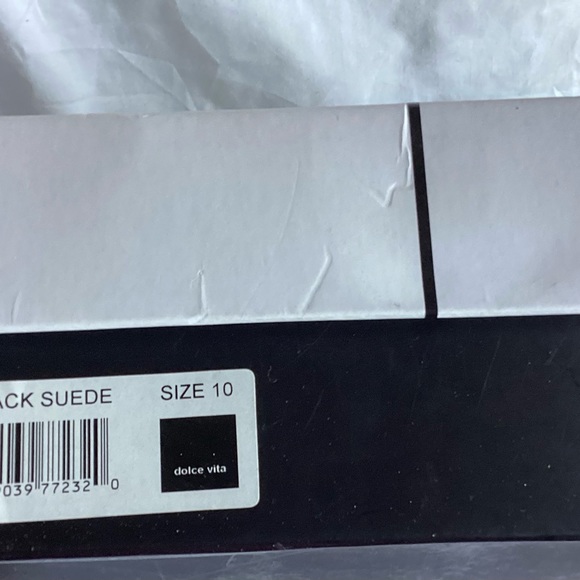 ACK SUEDE SIZE 10
dolce vita
039 77232 0